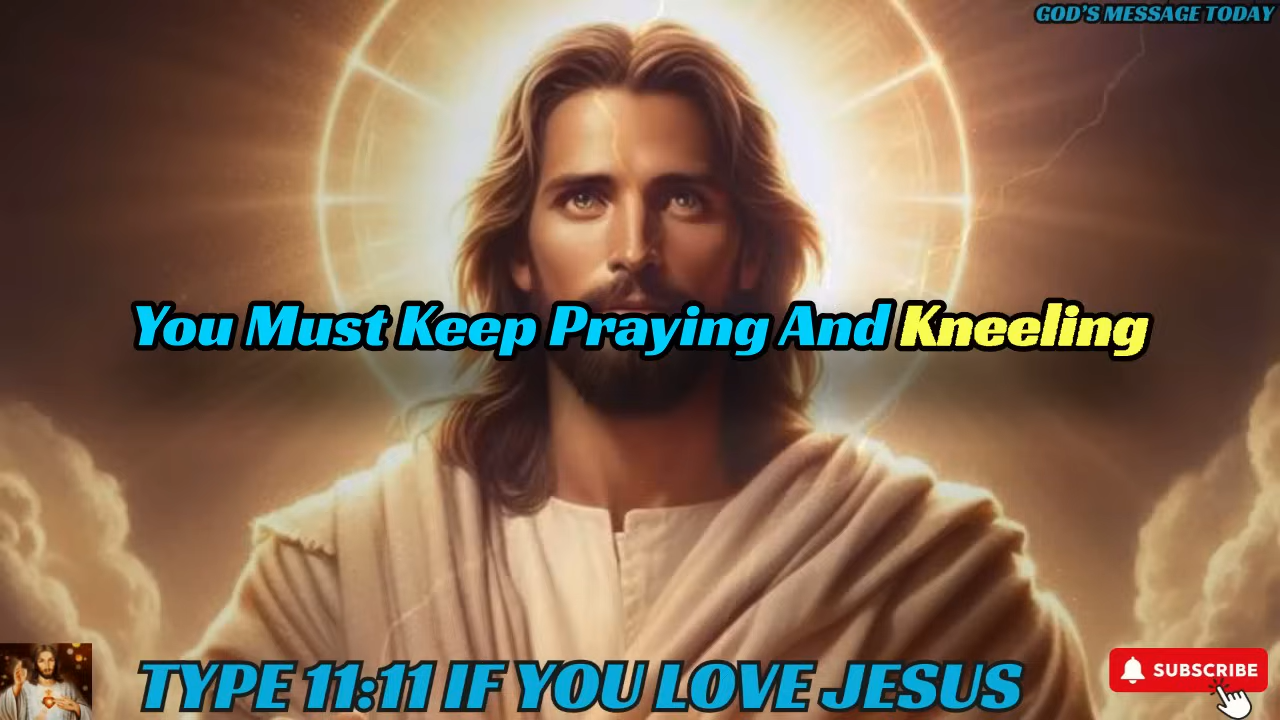 GOD'S MESSAGE TODAY
You Must Keep Praying And Kneeling
TYPE 11:11 IF YOU LOVE JESUS
SUBSCRIBE